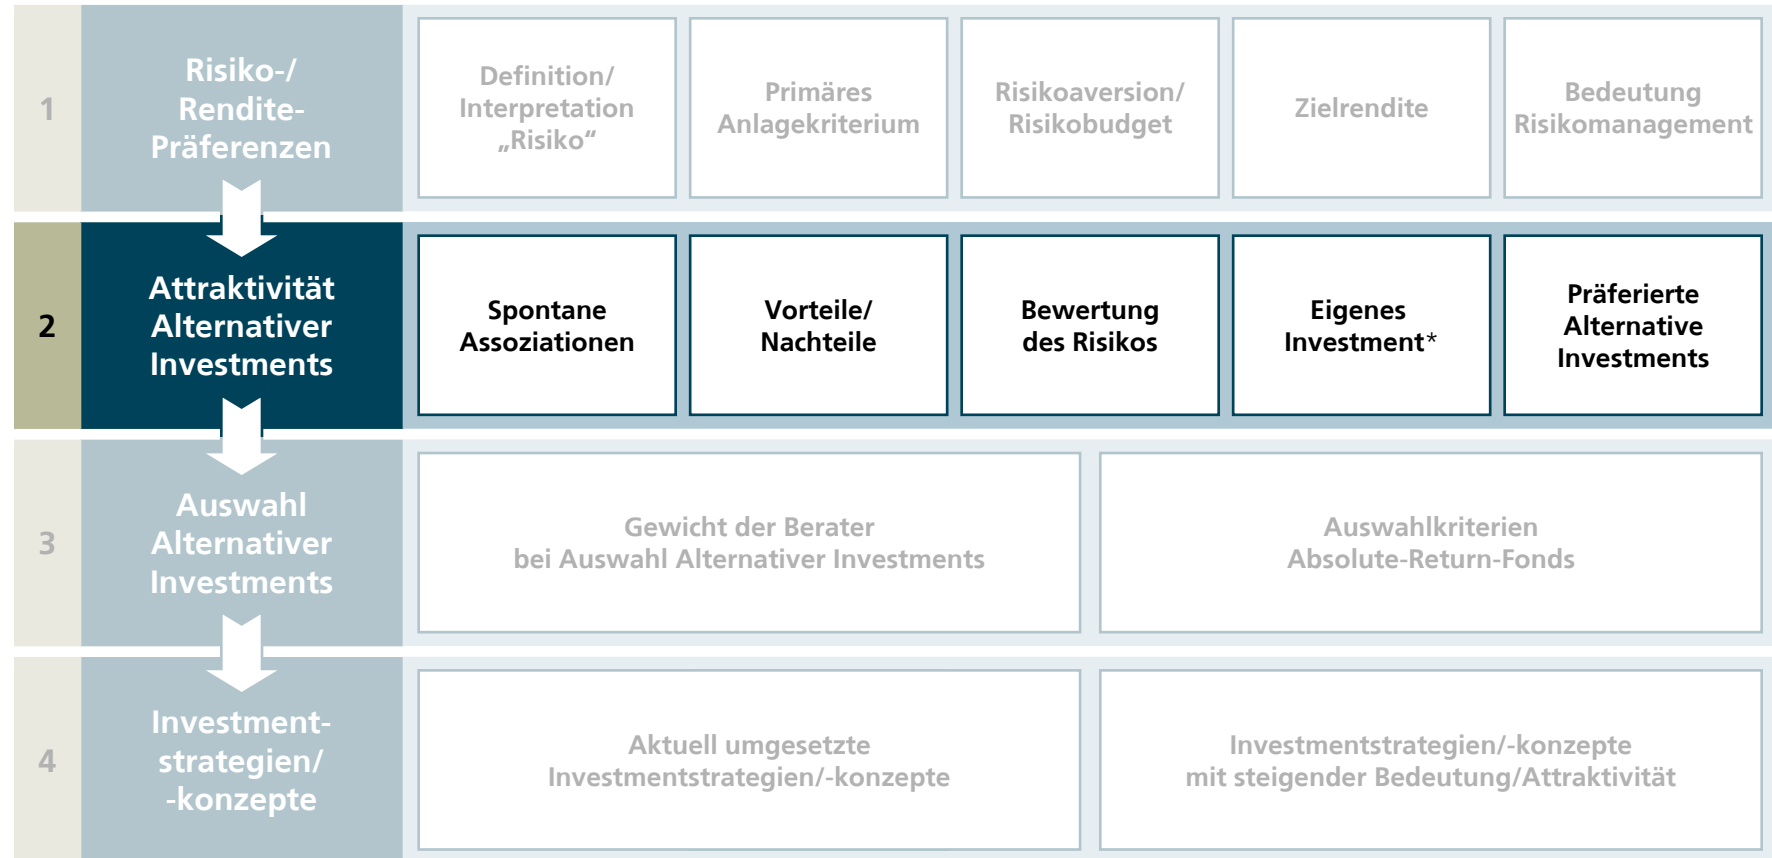 1
Risiko-/
Rendite-
Präferenzen
Definition/
Interpretation
„Risiko“
Primäres
Anlagekriterium
Risikoaversion/
Risikobudget
Zielrendite
Bedeutung
Risikomanagement
2
Attraktivität
Alternativer
Investments
Spontane
Assoziationen
Vorteile/
Nachteile
Bewertung
des Risikos
Eigenes
Investment*
Präferierte
Alternative
Investments
3
Auswahl
Alternativer
Investments
Gewicht der Berater
bei Auswahl Alternativer Investments
Auswahlkriterien
Absolute-Return-Fonds
4
Investment-
strategien/
-konzepte
Aktuell umgesetzte
Investmentstrategien/-konzepte
Investmentstrategien/-konzepte
mit steigender Bedeutung/Attraktivität